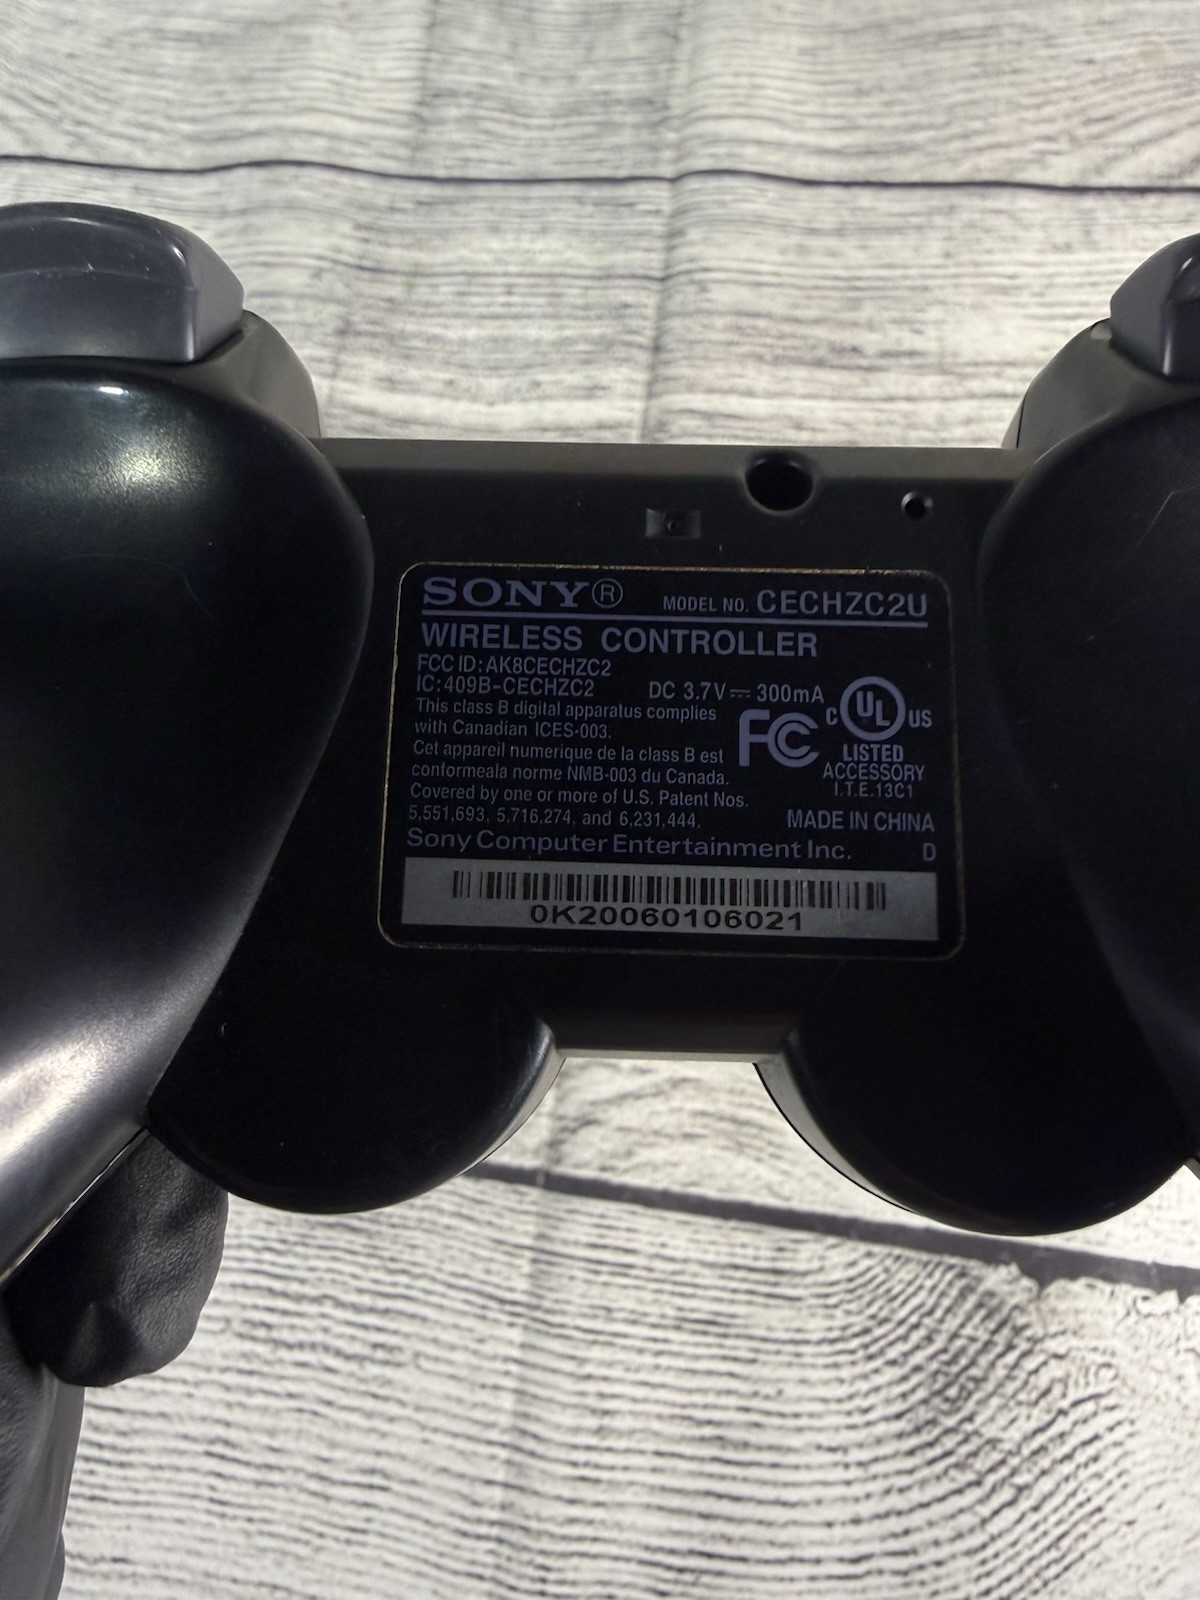 SONY® MODEL NO. CECHZC2U
WIRELESS CONTROLLER
FCC ID: AK8CECHZC2
IC: 409B-CECHZC2 DC 3.7V⎓300mA
This class B digital apparatus complies
with Canadian ICES-003.
Cet appareil numerique de la class B est
conformeala norme NMB-003 du Canada.
Covered by one or more of U.S. Patent Nos.
5,551,693, 5,716,274, and 6,231,444.
FC
C UL US
LISTED
ACCESSORY
I.T.E.13C1
MADE IN CHINA
Sony Computer Entertainment Inc. D
0K20060106021